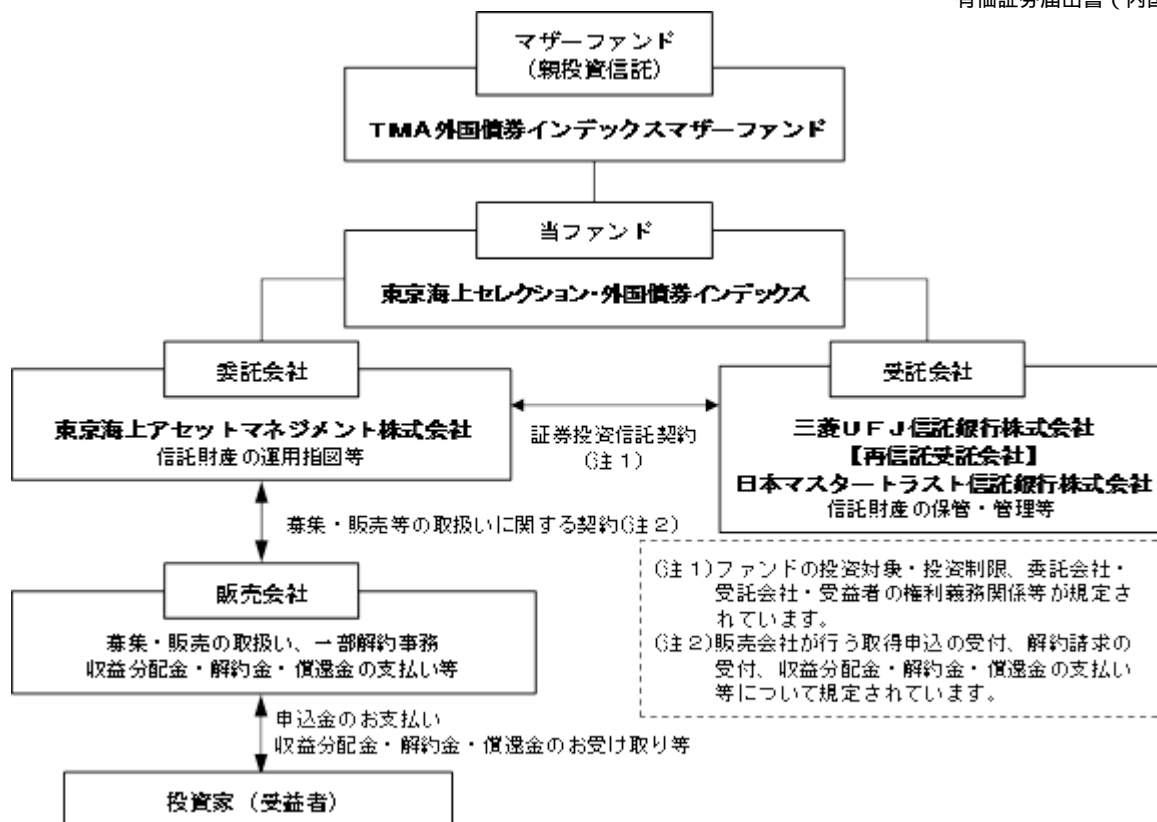 有価証券届出書(内国
マザーファンド
(親投資信託)
TMA外国債券インデックスマザーファンド
当ファンド
東京海上セレクション・外国債券インデックス
委託会社
東京海上アセットマネジメント株式会社
信託財産の運用指図等
証券投資信託契約
(注1)
受託会社
三菱UFJ信託銀行株式会社
【再信託受託会社】
日本マスタートラスト信託銀行株式会社
信託財産の保管・管理等
募集・販売等の取扱いに関する契約(注2)
(注1)ファンドの投資対象・投資制限、委託会社・
受託会社・受益者の権利義務関係等が規定さ
れています。
(注2)販売会社が行う取得申込の受付、解約請求の
受付、収益分配金・解約金・償還金の支払い
等について規定されています。
販売会社
募集・販売の取扱い、一部解約事務
収益分配金・解約金・償還金の支払い等
申込金のお支払い
収益分配金・解約金・償還金のお受け取り等
投資家(受益者)